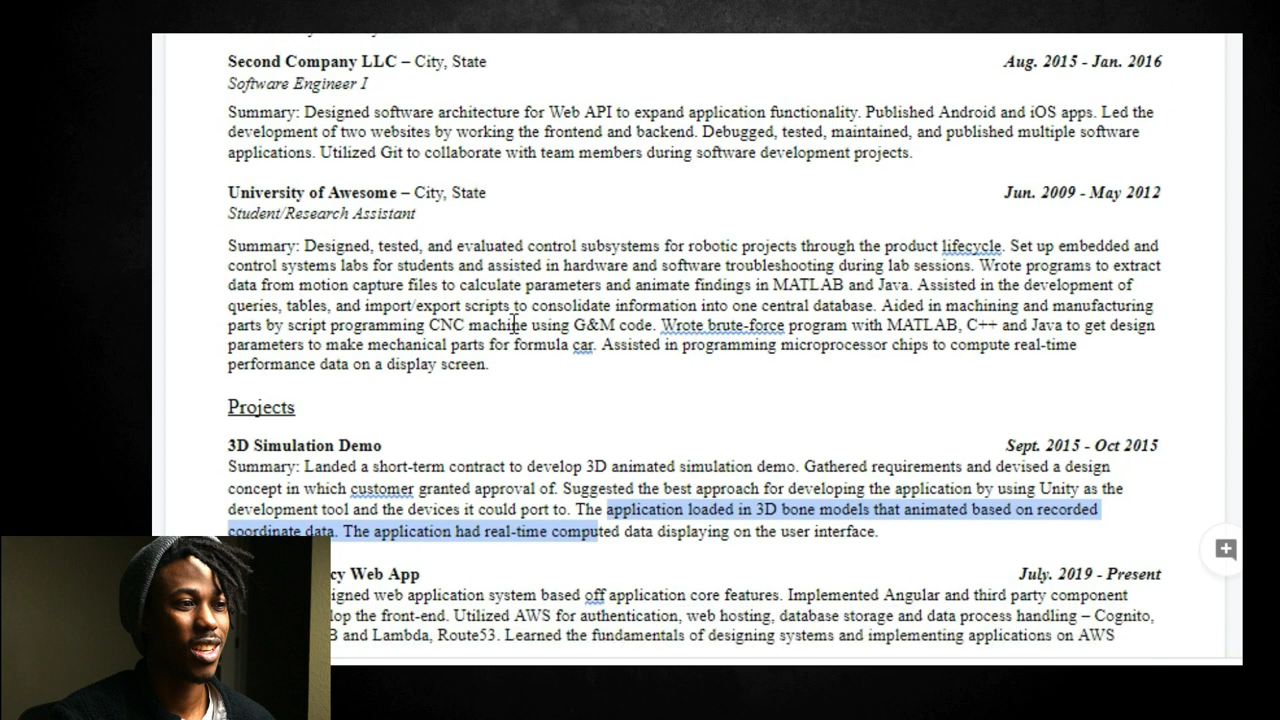 Second Company LLC – City, State Aug. 2015 - Jan. 2016
Software Engineer I
Summary: Designed software architecture for Web API to expand application functionality. Published Android and iOS apps. Led the
development of two websites by working the frontend and backend. Debugged, tested, maintained, and published multiple software
applications. Utilized Git to collaborate with team members during software development projects.
University of Awesome – City, State Jun. 2009 - May 2012
Student/Research Assistant
Summary: Designed, tested, and evaluated control subsystems for robotic projects through the product lifecycle. Set up embedded and
control systems labs for students and assisted in hardware and software troubleshooting during lab sessions. Wrote programs to extract
data from motion capture files to calculate parameters and animate findings in MATLAB and Java. Assisted in the development of
queries, tables, and import/export scripts to consolidate information into one central database. Aided in machining and manufacturing
parts by script programming CNC machine using G&M code. Wrote brute-force program with MATLAB, C++ and Java to get design
parameters to make mechanical parts for formula car. Assisted in programming microprocessor chips to compute real-time
performance data on a display screen.
Projects
3D Simulation Demo Sept. 2015 - Oct 2015
Summary: Landed a short-term contract to develop 3D animated simulation demo. Gathered requirements and devised a design
concept in which customer granted approval of. Suggested the best approach for developing the application by using Unity as the
development tool and the devices it could port to. The application loaded in 3D bone models that animated based on recorded
coordinate data. The application had real-time computed data displaying on the user interface.
cy Web App July. 2019 - Present
igned web application system based off application core features. Implemented Angular and third party component
lop the front-end. Utilized AWS for authentication, web hosting, database storage and data process handling – Cognito,
B and Lambda, Route53. Learned the fundamentals of designing systems and implementing applications on AWS